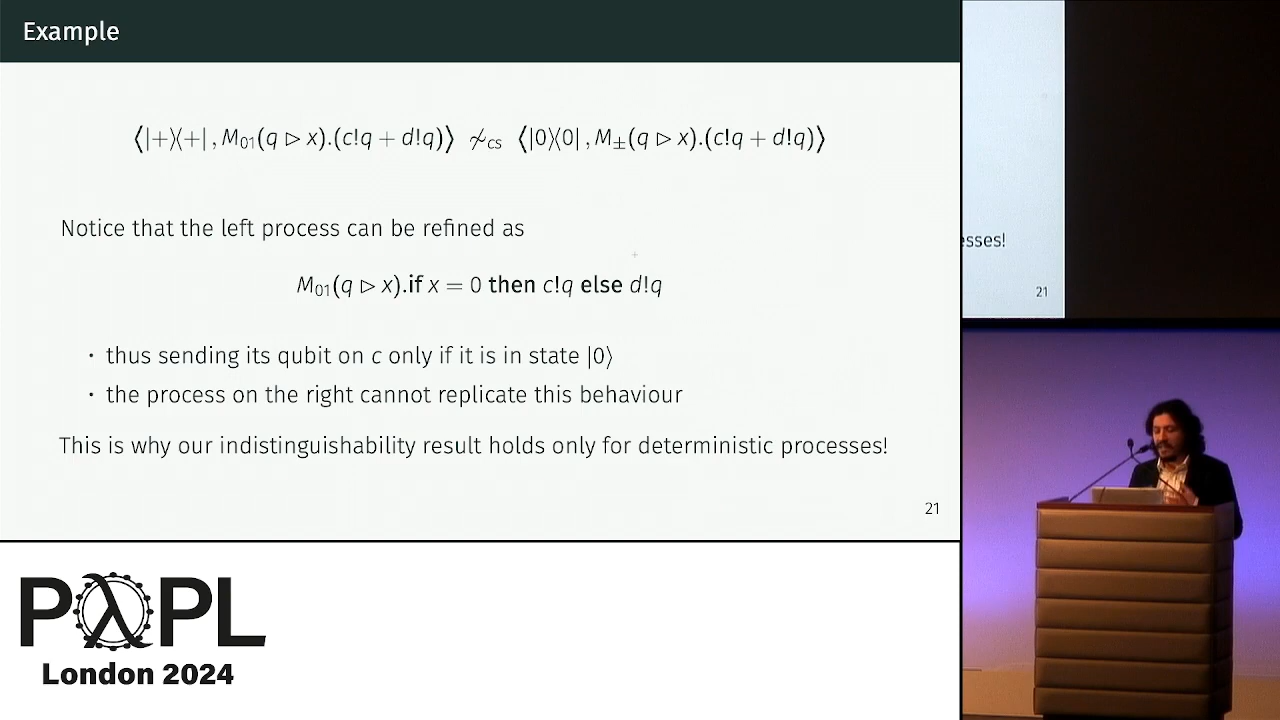 Example
⟨|+⟩⟨+|, M₀₁(q ▷ x).(c!q + d!q)⟩ ≁cs ⟨|0⟩⟨0|, M±(q ▷ x).(c!q + d!q)⟩
Notice that the left process can be refined as
M₀₁(q ▷ x).if x = 0 then c!q else d!q
· thus sending its qubit on c only if it is in state |0⟩
· the process on the right cannot replicate this behaviour
This is why our indistinguishability result holds only for deterministic processes!
21
esses!
21
PλPL
London 2024